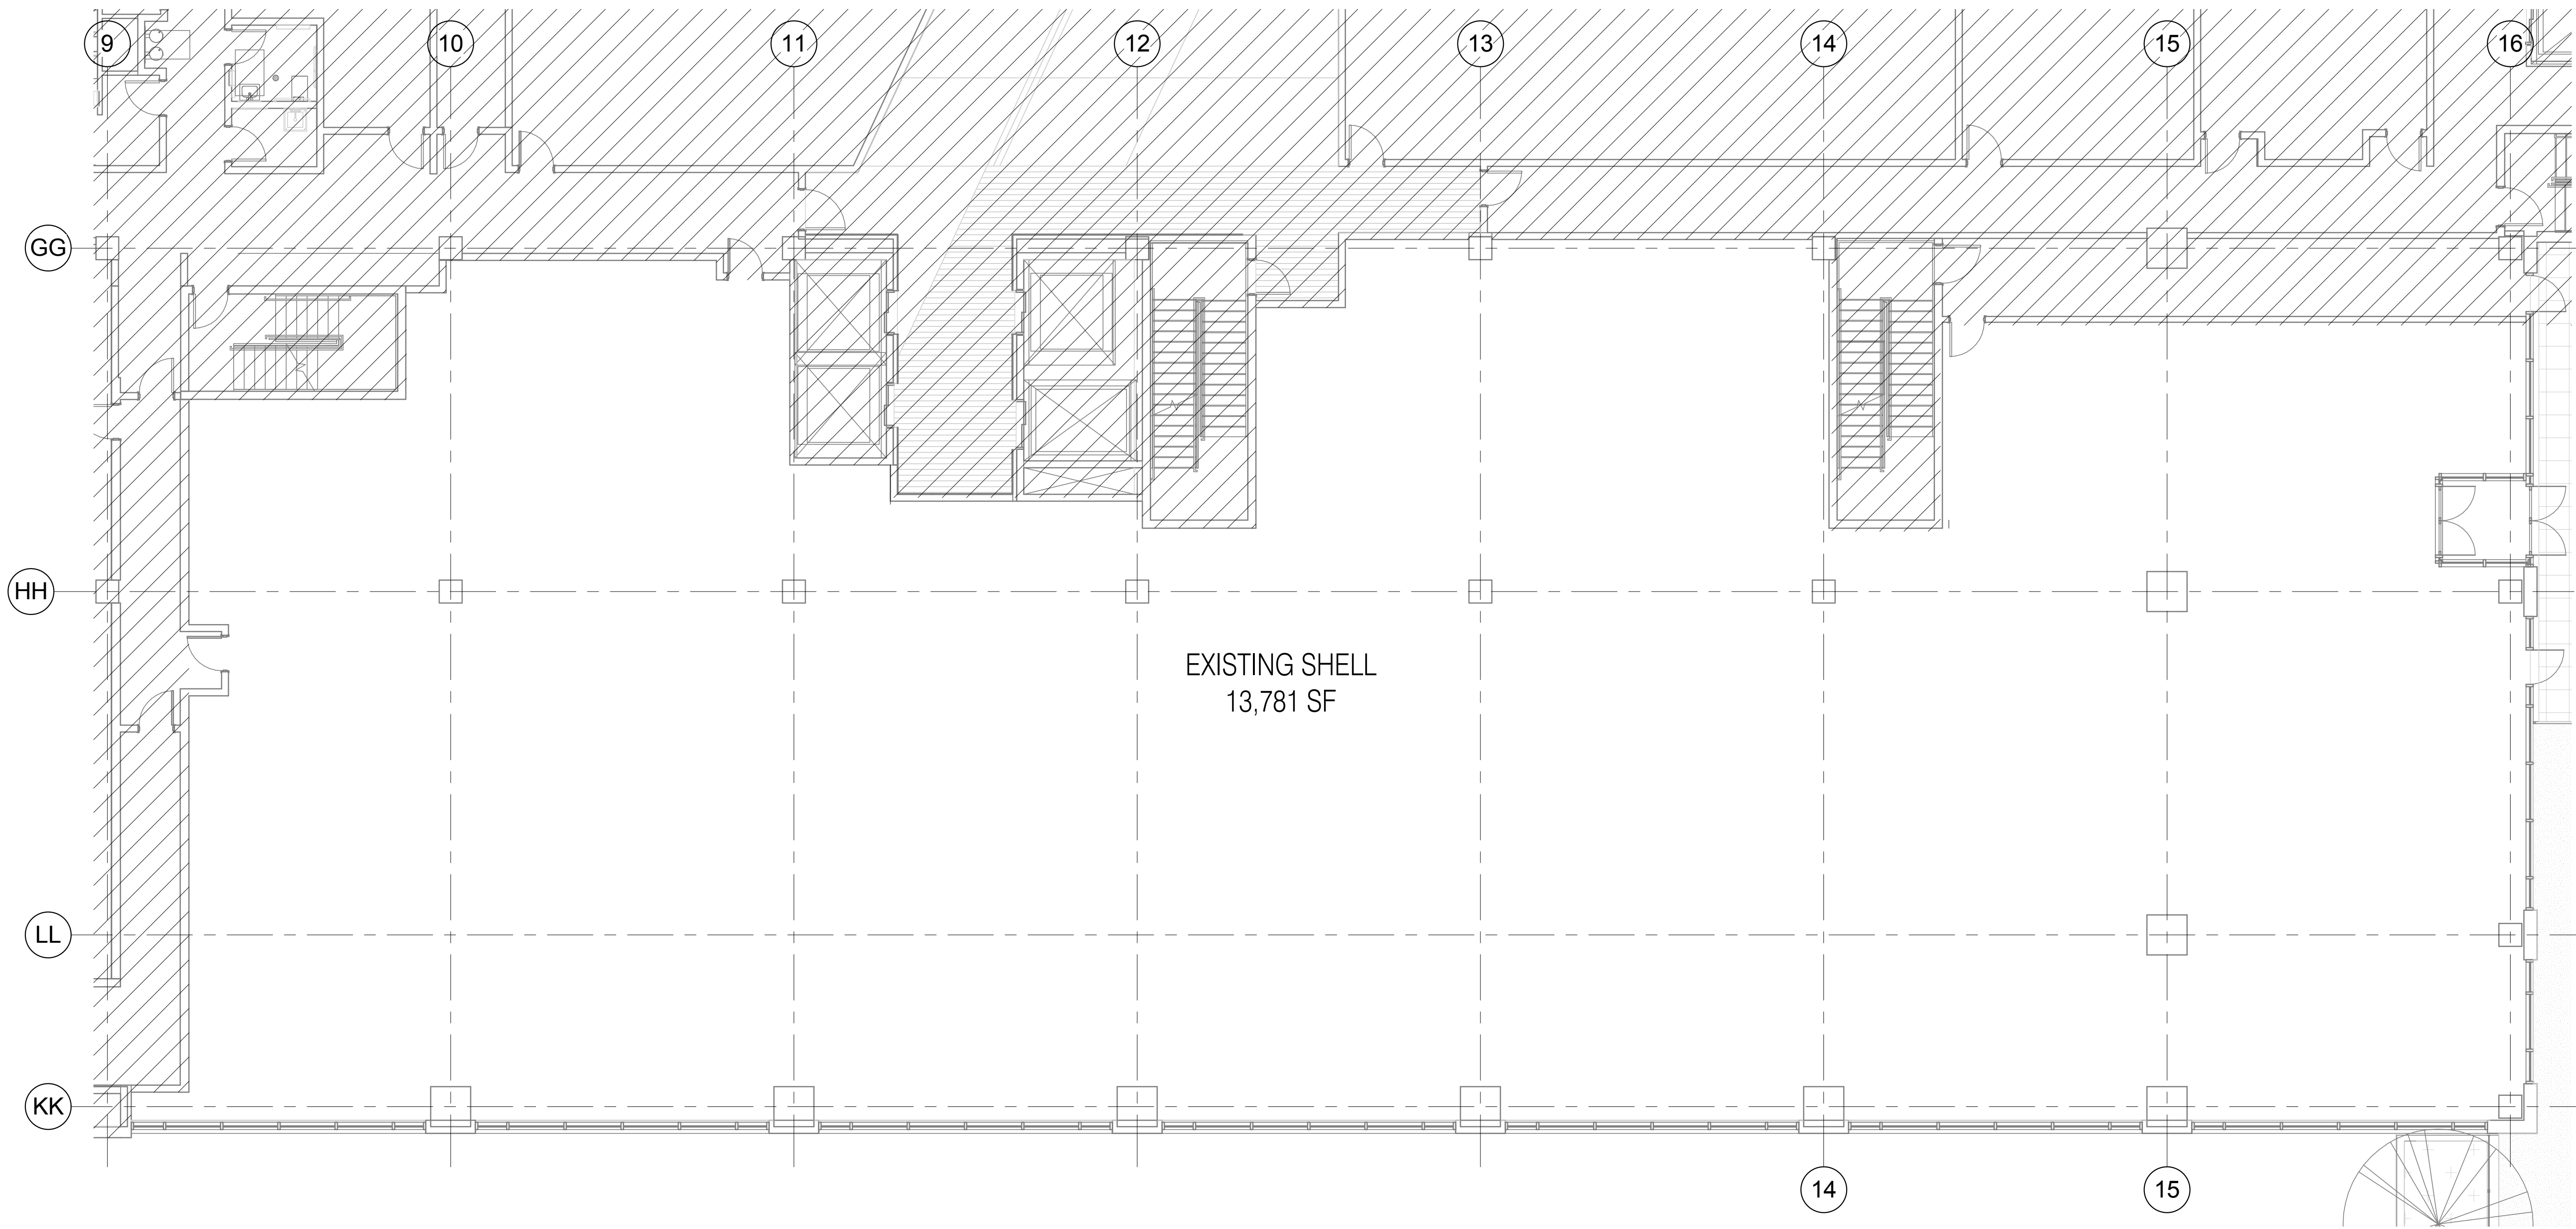 9 10 11 12 13 14 15 16
GG
HH
EXISTING SHELL
13,781 SF
LL
KK
14 15